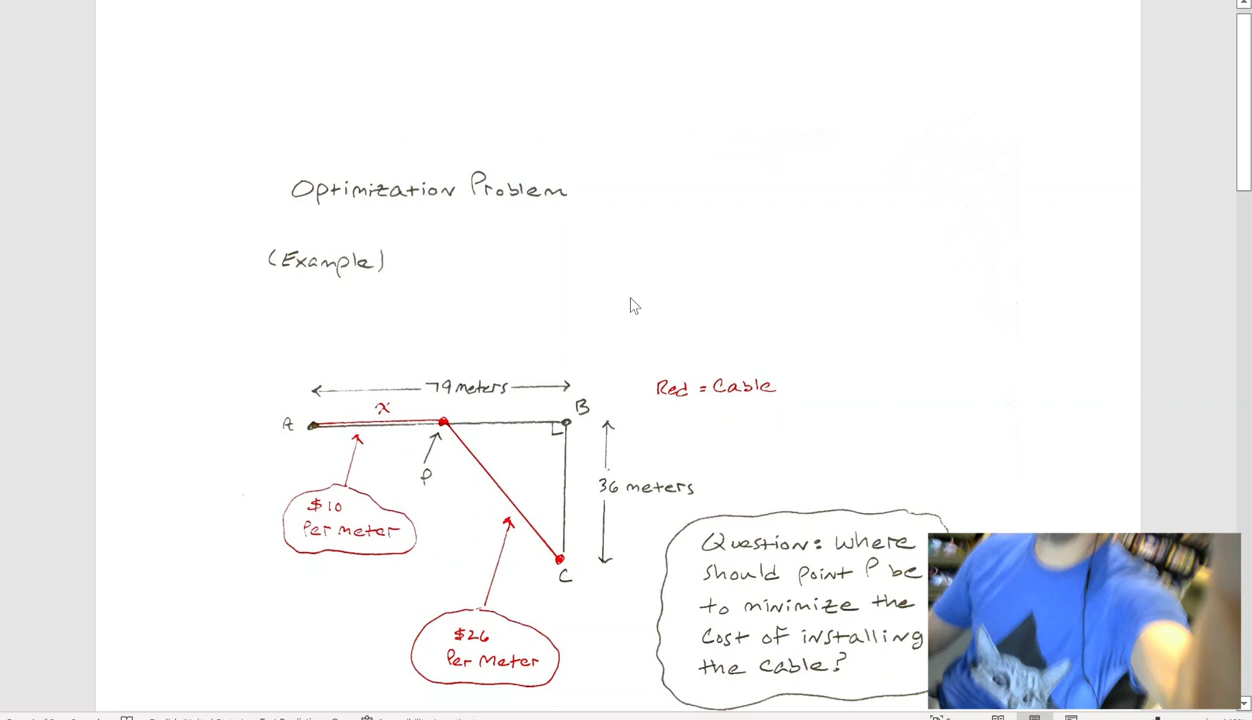 Optimization Problem
(Example)
79 meters
Red = Cable
x
A
B
P
36 meters
$10
Per meter
C
Question: Where
should point P be
to minimize the
Cost of installing
the Cable?
$26
Per Meter